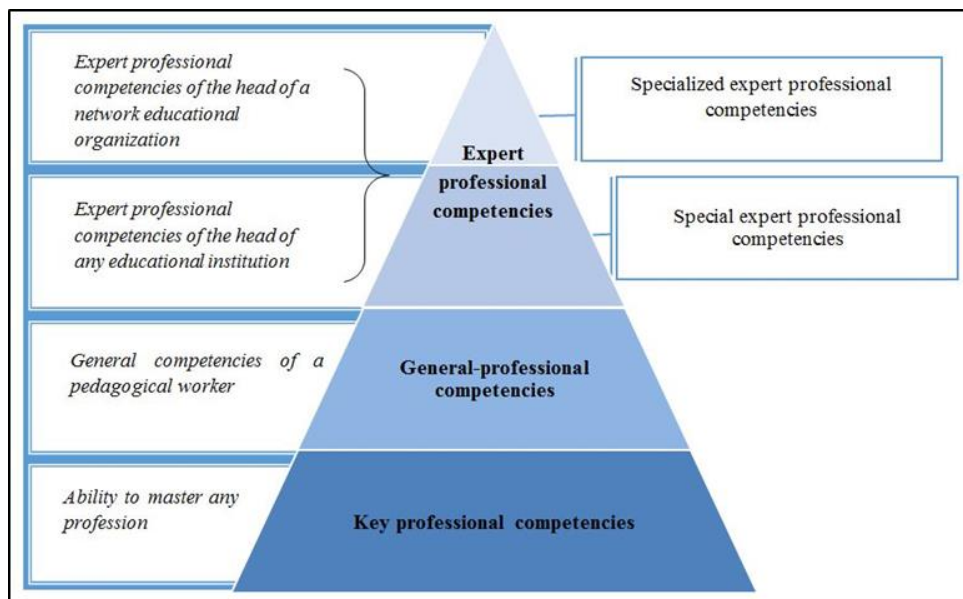 Expert professional
competencies of the head of a
network educational
organization
Expert professional
competencies of the head of
any educational institution
General competencies of a
pedagogical worker
Ability to master any
profession
Expert
professional
competencies
General-professional
competencies
Key professional competencies
Specialized expert professional
competencies
Special expert professional
competencies